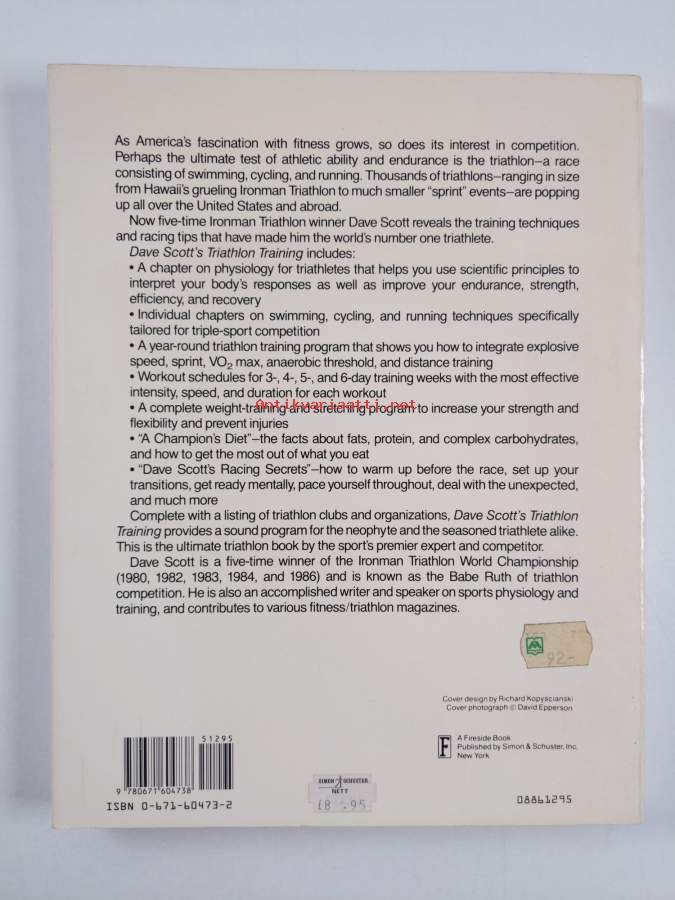 As America's fascination with fitness grows, so does its interest in competition.
Perhaps the ultimate test of athletic ability and endurance is the triathlon–a race
consisting of swimming, cycling, and running. Thousands of triathlons–ranging in size
from Hawaii's grueling Ironman Triathlon to much smaller "sprint" events–are popping
up all over the United States and abroad.
Now five-time Ironman Triathlon winner Dave Scott reveals the training techniques
and racing tips that have made him the world's number one triathlete.
Dave Scott's Triathlon Training includes:
• A chapter on physiology for triathletes that helps you use scientific principles to
interpret your body's responses as well as improve your endurance, strength,
efficiency, and recovery
• Individual chapters on swimming, cycling, and running techniques specifically
tailored for triple-sport competition
• A year-round triathlon training program that shows you how to integrate explosive
speed, sprint, VO₂ max, anaerobic threshold, and distance training
• Workout schedules for 3-, 4-, 5-, and 6-day training weeks with the most effective
intensity, speed, and duration for each workout
Antikvariaatti.net
• A complete weight-training and stretching program to increase your strength and
flexibility and prevent injuries
• "A Champion's Diet"–the facts about fats, protein, and complex carbohydrates,
and how to get the most out of what you eat
• "Dave Scott's Racing Secrets"–how to warm up before the race, set up your
transitions, get ready mentally, pace yourself throughout, deal with the unexpected,
and much more
Complete with a listing of triathlon clubs and organizations, Dave Scott's Triathlon
Training provides a sound program for the neophyte and the seasoned triathlete alike.
This is the ultimate triathlon book by the sport's premier expert and competitor.
Dave Scott is a five-time winner of the Ironman Triathlon World Championship
(1980, 1982, 1983, 1984, and 1986) and is known as the Babe Ruth of triathlon
competition. He is also an accomplished writer and speaker on sports physiology and
training, and contributes to various fitness/triathlon magazines.
92-
Cover design by Richard Kopyscianski
Cover photograph © David Epperson
F
A Fireside Book
Published by Simon & Schuster, Inc.
New York
51295
9 780671 604738
ISBN 0-671-60473-2
SIMON & SCHUSTER
NETT
£8 .95
08861295